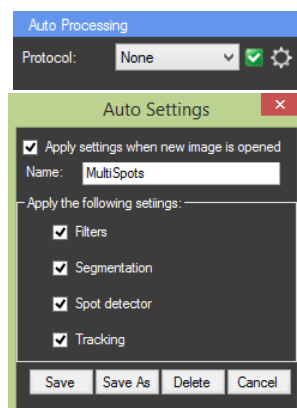 Auto Processing
Protocol: None
Auto Settings
Apply settings when new image is opened
Name: MultiSpots
Apply the following setiings:
Filters
Segmentation
Spot detector
Tracking
Save Save As Delete Cancel